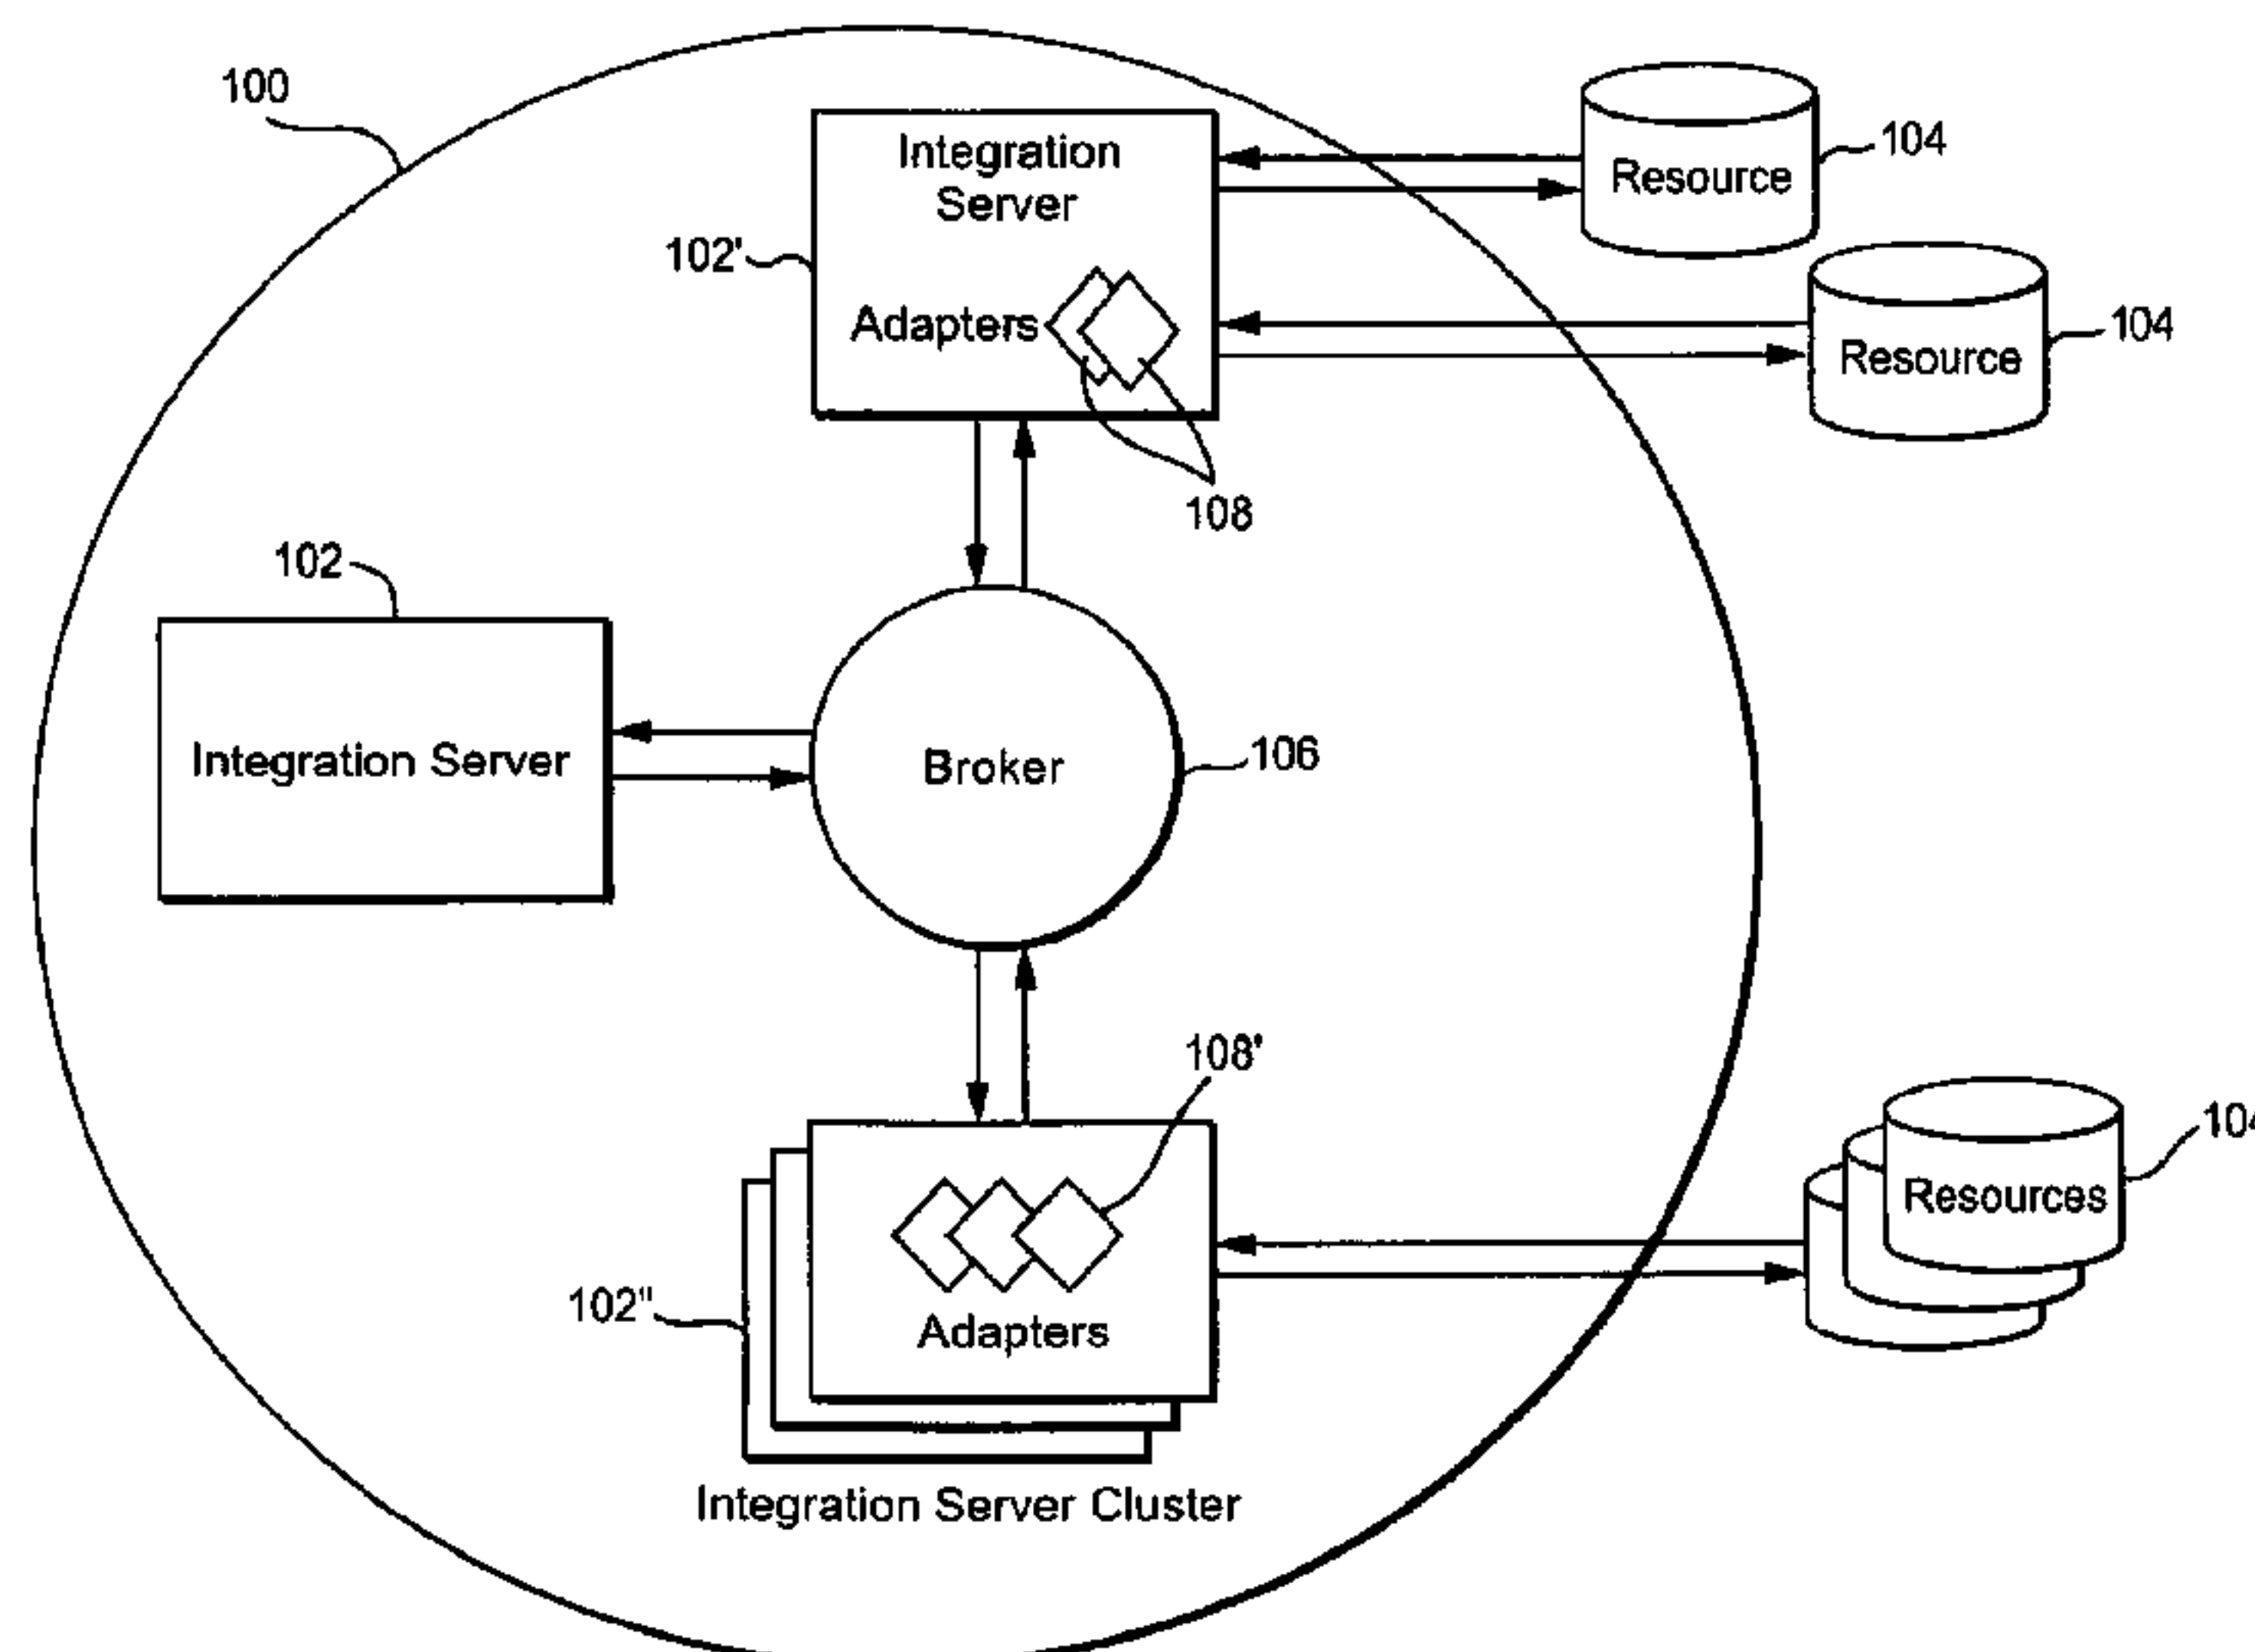 100
Integration
Server
102'
Adapters
108
Resource
104
Resource
104
102
Integration Server
Broker
106
108'
102"
Adapters
Integration Server Cluster
Resources
104